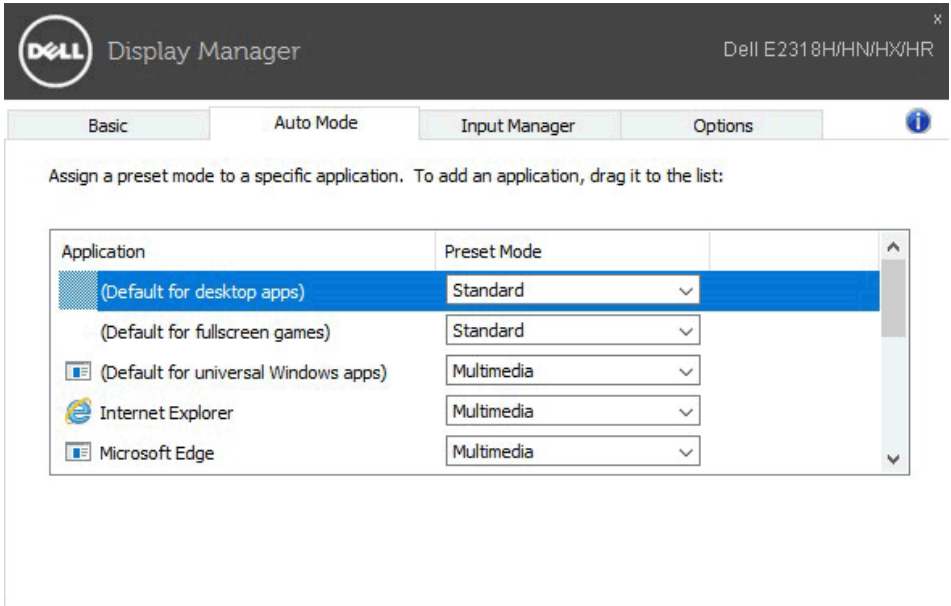 x
DELL Display Manager Dell E2318H/HN/HX/HR
Basic Auto Mode Input Manager Options
Assign a preset mode to a specific application. To add an application, drag it to the list:
Application Preset Mode
(Default for desktop apps) Standard
(Default for fullscreen games) Standard
(Default for universal Windows apps) Multimedia
Internet Explorer Multimedia
Microsoft Edge Multimedia